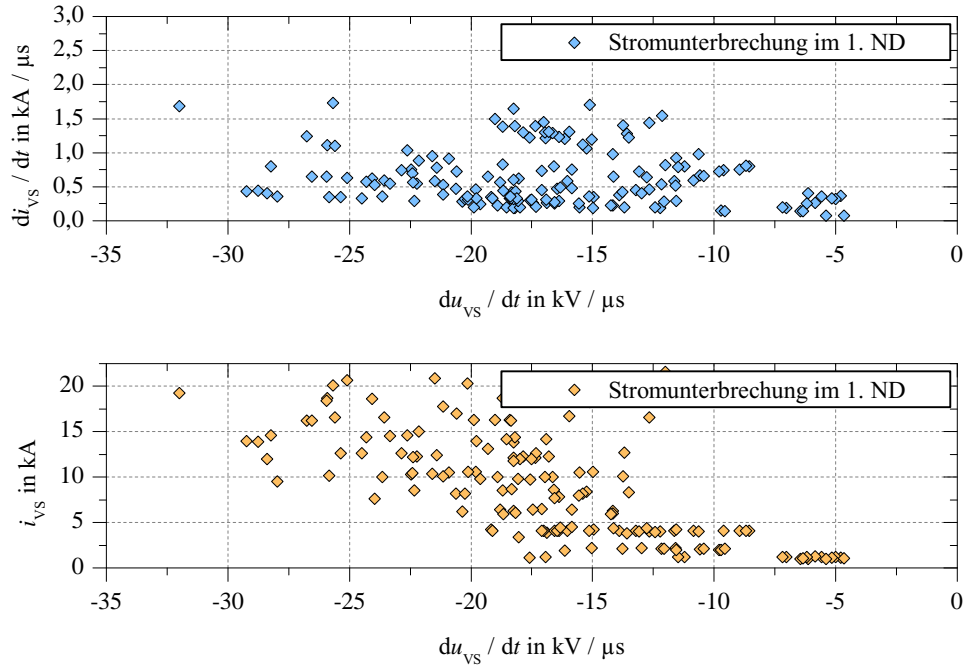 3,0
2,5
2,0
1,5
1,0
0,5
0,0
di_VS / dt in kA / µs
Stromunterbrechung im 1. ND
-35 -30 -25 -20 -15 -10 -5 0
du_VS / dt in kV / µs
20
15
10
5
0
i_VS in kA
Stromunterbrechung im 1. ND
-35 -30 -25 -20 -15 -10 -5 0
du_VS / dt in kV / µs